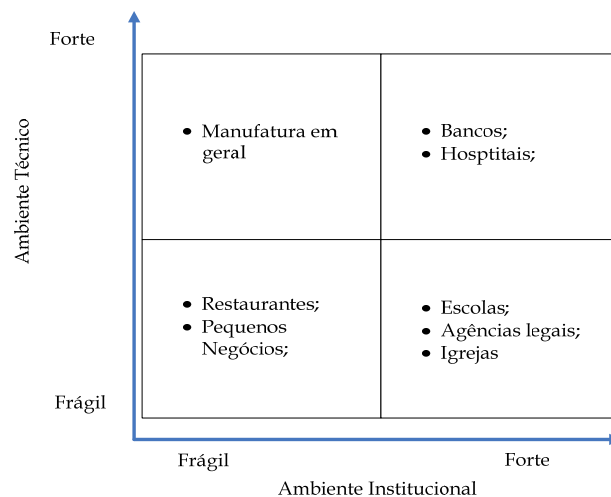 Forte
Ambiente Técnico
• Manufatura em
geral
• Bancos;
• Hosptitais;
• Restaurantes;
• Pequenos
Negócios;
• Escolas;
• Agências legais;
• Igrejas
Frágil
Frágil
Forte
Ambiente Institucional